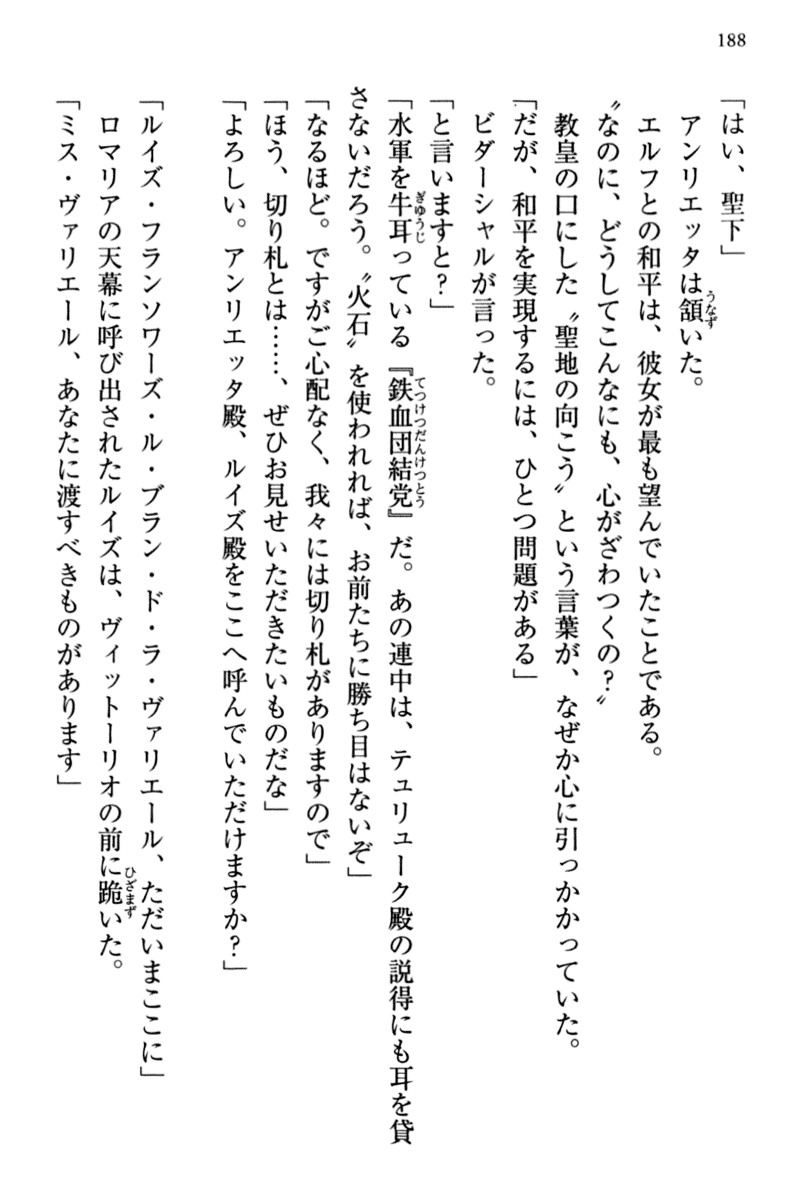 188
「はい、聖下」
アンリエッタは頷いた。
エルフとの和平は、彼女が最も望んでいたことである。
〝なのに、どうしてこんなにも、心がざわつくの?〟
教皇の口にした〝聖地の向こう〟という言葉が、なぜか心に引っかかっていた。
「だが、和平を実現するには、ひとつ問題がある」
ビダーシャルが言った。
「と言いますと?」
「水軍を牛耳っている『鉄血団結党』だ。あの連中は、テュリューク殿の説得にも耳を貸
さないだろう。〝火石〟を使われれば、お前たちに勝ち目はないぞ」
「なるほど。ですがご心配なく、我々には切り札がありますので」
「ほう、切り札とは……、ぜひお見せいただきたいものだな」
「よろしい。アンリエッタ殿、ルイズ殿をここへ呼んでいただけますか?」
「ルイズ・フランソワーズ・ル・ブラン・ド・ラ・ヴァリエール、ただいまここに」
ロマリアの天幕に呼び出されたルイズは、ヴィットーリオの前に跪いた。
「ミス・ヴァリエール、あなたに渡すべきものがあります」